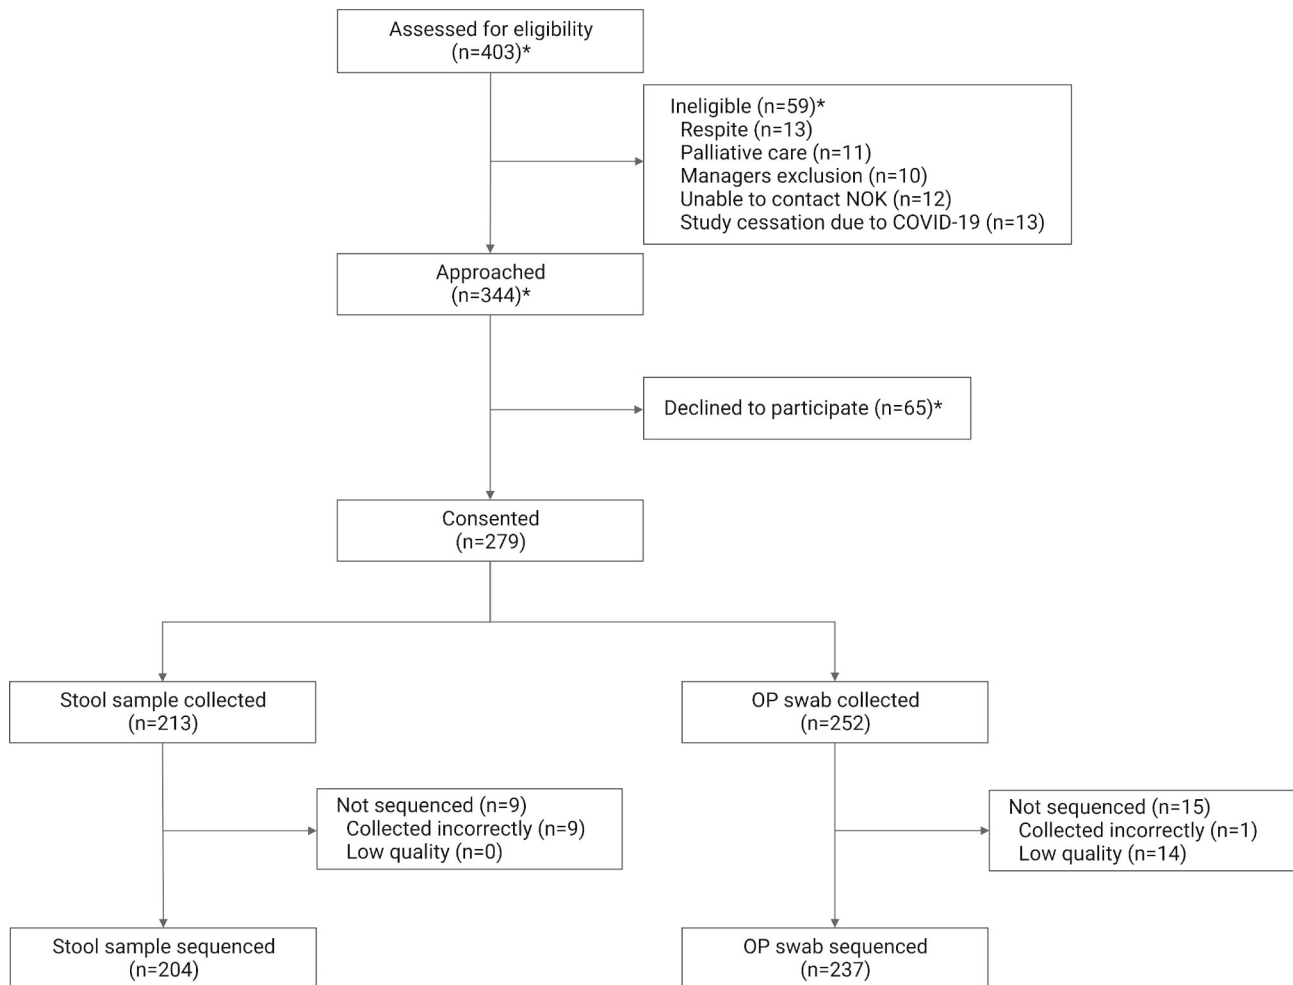 Assessed for eligibility
(n=403)*
Ineligible (n=59)*
Respite (n=13)
Palliative care (n=11)
Managers exclusion (n=10)
Unable to contact NOK (n=12)
Study cessation due to COVID-19 (n=13)
Approached
(n=344)*
Declined to participate (n=65)*
Consented
(n=279)
Stool sample collected
(n=213)
OP swab collected
(n=252)
Not sequenced (n=9)
Collected incorrectly (n=9)
Low quality (n=0)
Not sequenced (n=15)
Collected incorrectly (n=1)
Low quality (n=14)
Stool sample sequenced
(n=204)
OP swab sequenced
(n=237)